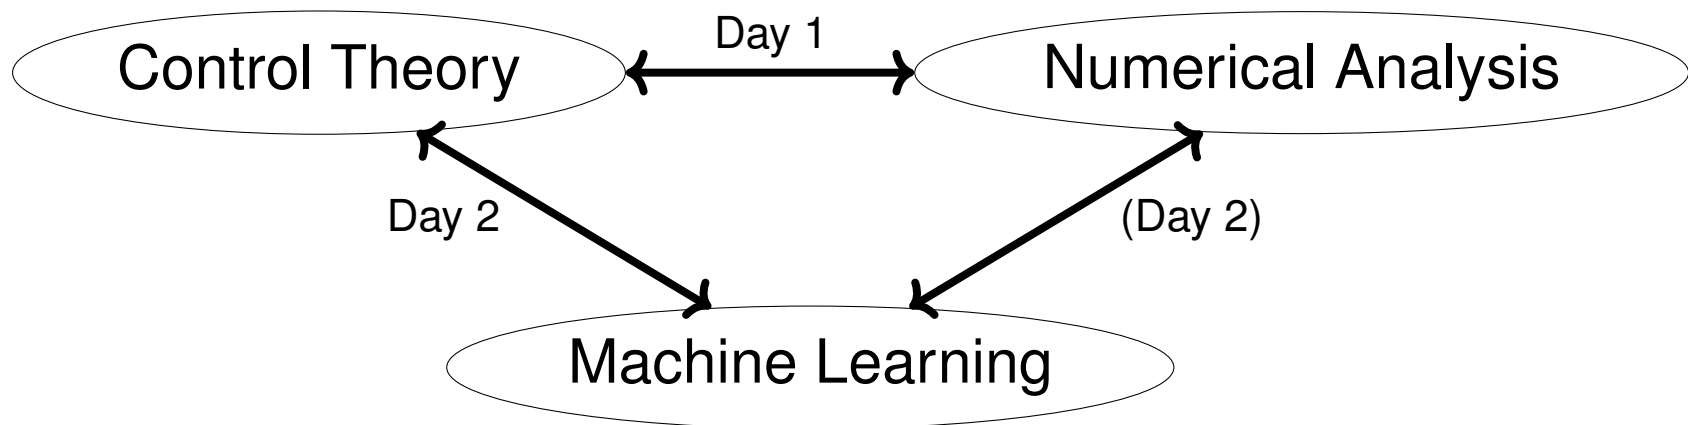 Day 1
Control Theory
Numerical Analysis
Day 2
(Day 2)
Machine Learning